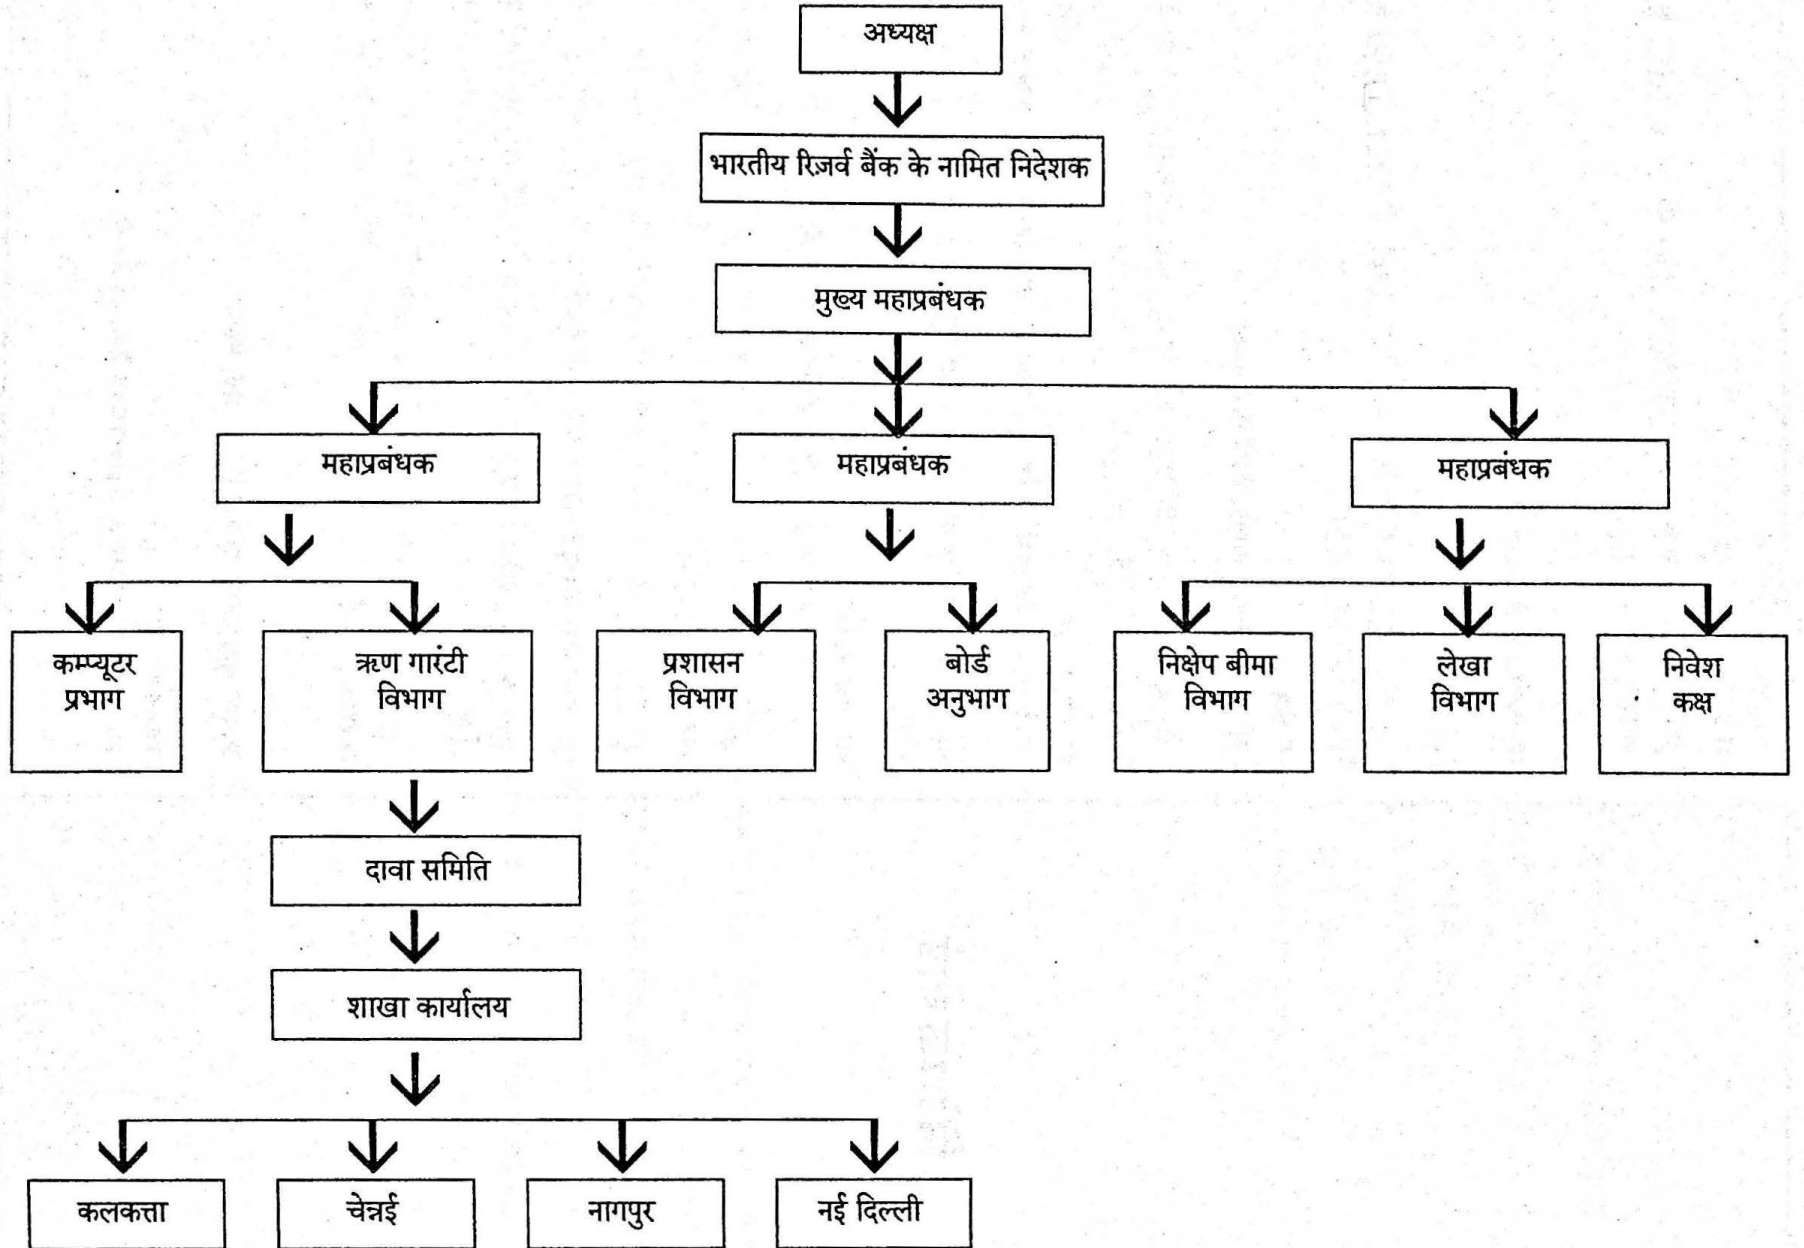 अध्यक्ष
भारतीय रिज़र्व बैंक के नामित निदेशक
मुख्य महाप्रबंधक
महाप्रबंधक
महाप्रबंधक
महाप्रबंधक
कम्प्यूटर
प्रभाग
ऋण गारंटी
विभाग
प्रशासन
विभाग
बोर्ड
अनुभाग
निक्षेप बीमा
विभाग
लेखा
विभाग
निवेश
कक्ष
दावा समिति
शाखा कार्यालय
कलकत्ता
चेन्नई
नागपुर
नई दिल्ली